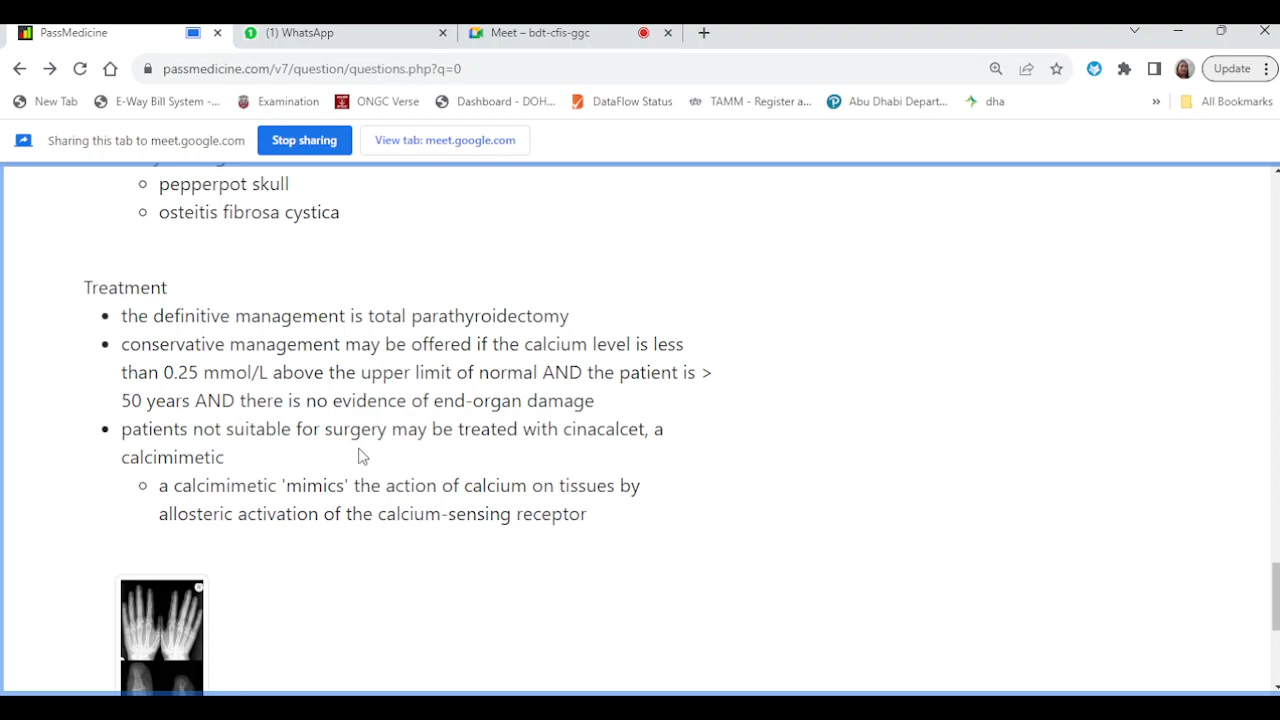 PassMedicine
(1) WhatsApp
Meet – bdt-cfis-ggc
passmedicine.com/v7/question/questions.php?q=0
Update
New Tab
E-Way Bill System -...
Examination
ONGC Verse
Dashboard - DOH...
DataFlow Status
TAMM - Register a...
Abu Dhabi Depart...
dha
»
All Bookmarks
Sharing this tab to meet.google.com
Stop sharing
View tab: meet.google.com
pepperpot skull
osteitis fibrosa cystica
Treatment
the definitive management is total parathyroidectomy
conservative management may be offered if the calcium level is less
than 0.25 mmol/L above the upper limit of normal AND the patient is >
50 years AND there is no evidence of end-organ damage
patients not suitable for surgery may be treated with cinacalcet, a
calcimimetic
a calcimimetic 'mimics' the action of calcium on tissues by
allosteric activation of the calcium-sensing receptor